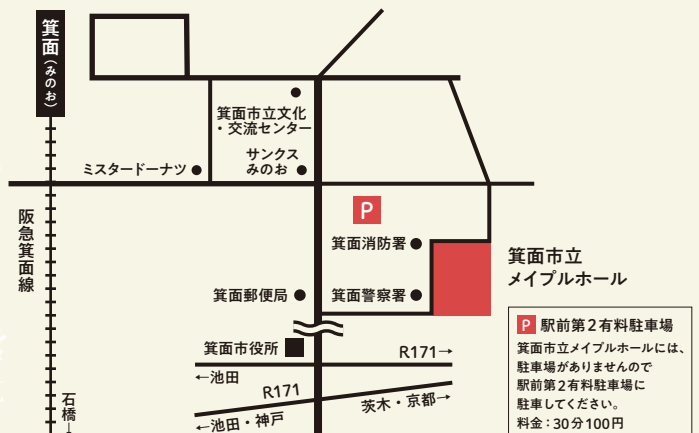 箕面(みのお)
箕面市立文化
・交流センター
サンクス
みのお
ミスタードーナツ
阪急箕面線
P
箕面消防署
箕面市立
メイプルホール
箕面郵便局
箕面警察署
箕面市役所
R171→
←池田
R171
茨木・京都→
←池田・神戸
石橋→
P 駅前第2有料駐車場
箕面市立メイプルホールには、
駐車場がありませんので
駅前第2有料駐車場に
駐車してください。
料金：30分100円